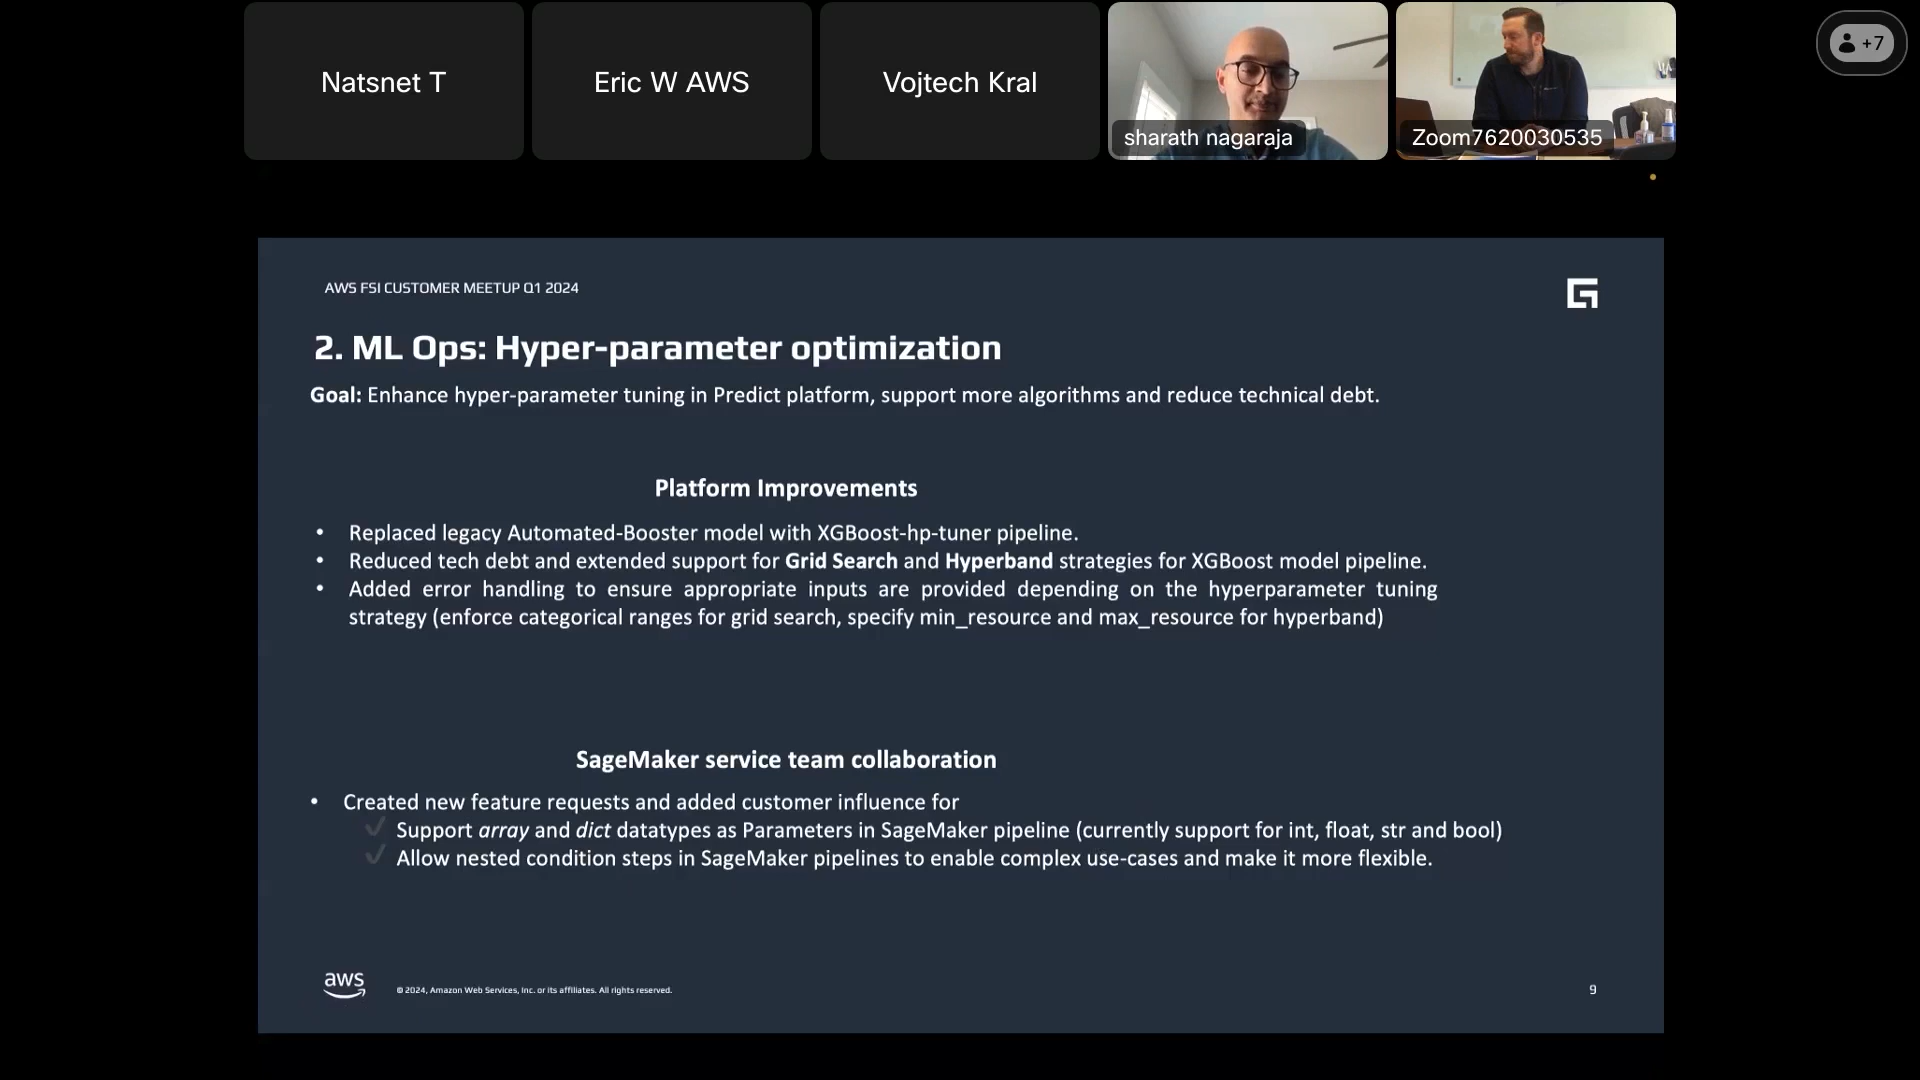 Natsnet T
Eric W AWS
Vojtech Kral
sharath nagaraja
Zoom7620030535
+7
AWS FSI CUSTOMER MEETUP Q1 2024
2. ML Ops: Hyper-parameter optimization
Goal: Enhance hyper-parameter tuning in Predict platform, support more algorithms and reduce technical debt.
Platform Improvements
• Replaced legacy Automated-Booster model with XGBoost-hp-tuner pipeline.
• Reduced tech debt and extended support for Grid Search and Hyperband strategies for XGBoost model pipeline.
• Added error handling to ensure appropriate inputs are provided depending on the hyperparameter tuning
strategy (enforce categorical ranges for grid search, specify min_resource and max_resource for hyperband)
SageMaker service team collaboration
• Created new feature requests and added customer influence for
✓ Support array and dict datatypes as Parameters in SageMaker pipeline (currently support for int, float, str and bool)
✓ Allow nested condition steps in SageMaker pipelines to enable complex use-cases and make it more flexible.
aws
© 2024, Amazon Web Services, Inc. or its affiliates. All rights reserved.
9